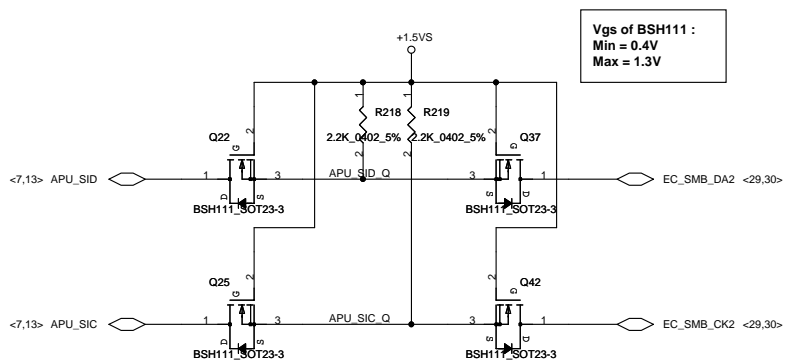 +1.5VS
Vgs of BSH111 :
Min = 0.4V
Max = 1.3V
1
1
R218
R219
2.2K_0402_5%
2.2K_0402_5%
2
2
Q22
2
G
<7,13> APU_SID
1
3
D
S
BSH111_SOT23-3
APU_SID_Q
Q37
2
G
3
1
S
D
BSH111_SOT23-3
EC_SMB_DA2 <29,30>
Q25
2
G
<7,13> APU_SIC
1
3
D
S
BSH111_SOT23-3
APU_SIC_Q
Q42
2
G
3
1
S
D
BSH111_SOT23-3
EC_SMB_CK2 <29,30>